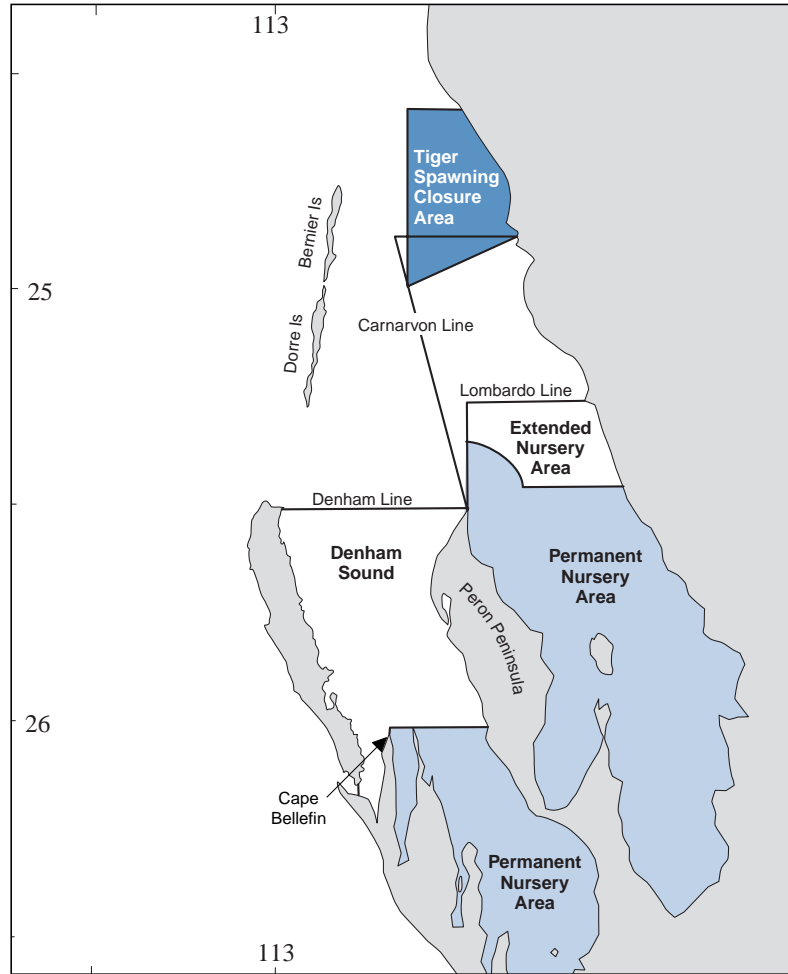 113
Tiger
Spawning
Closure
Area
Bernier Is
25
Dorre Is
Carnarvon Line
Lombardo Line
Extended
Nursery
Area
Denham Line
Denham
Sound
Permanent
Nursery
Area
Peron Peninsula
26
Cape
Bellefin
Permanent
Nursery
Area
113